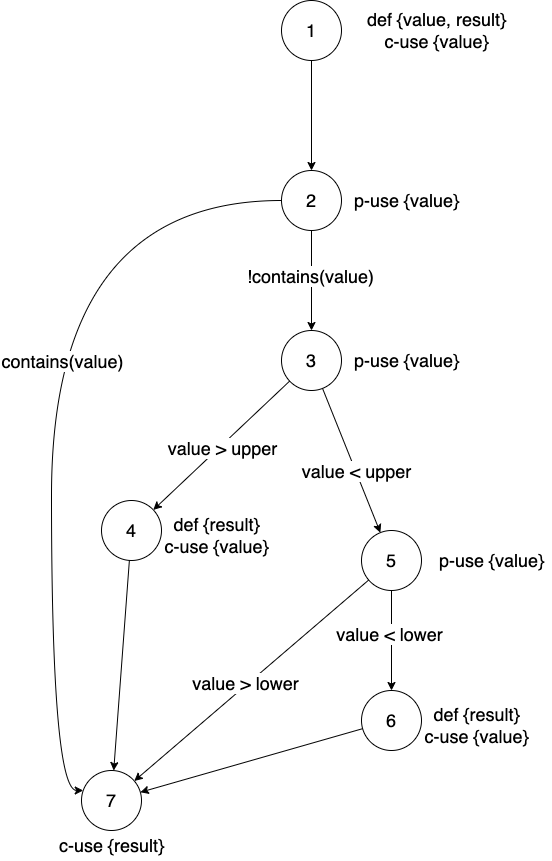 1
def {value, result}
c-use {value}
2
p-use {value}
!contains(value)
3
p-use {value}
contains(value)
value > upper
value < upper
4
def {result}
c-use {value}
5
p-use {value}
value < lower
value > lower
6
def {result}
c-use {value}
7
c-use {result}